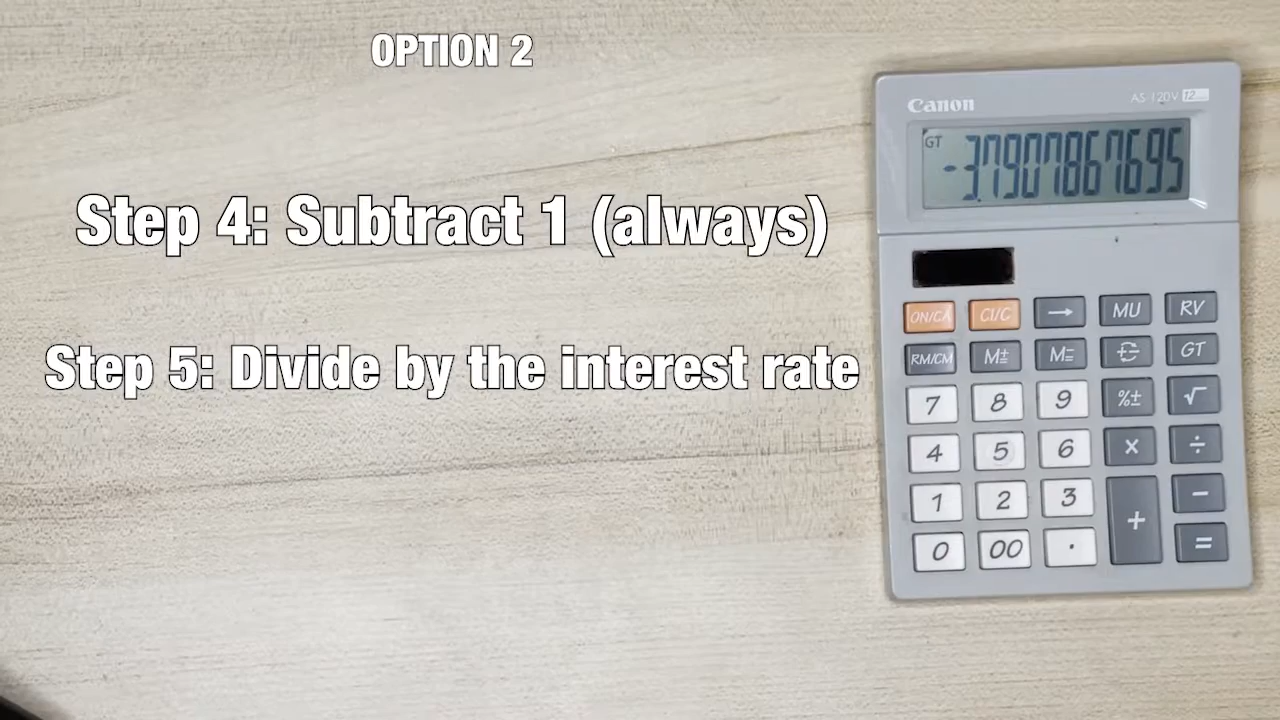 OPTION 2
Step 4: Subtract 1 (always)
Step 5: Divide by the interest rate
Canon
AS-120V 12
GT
-3.7907867695
ON/CA CI/C → MU RV
RM/CM M± M= GT
7 8 9 %± √
4 5 6 × ÷
1 2 3 + −
0 00 . =